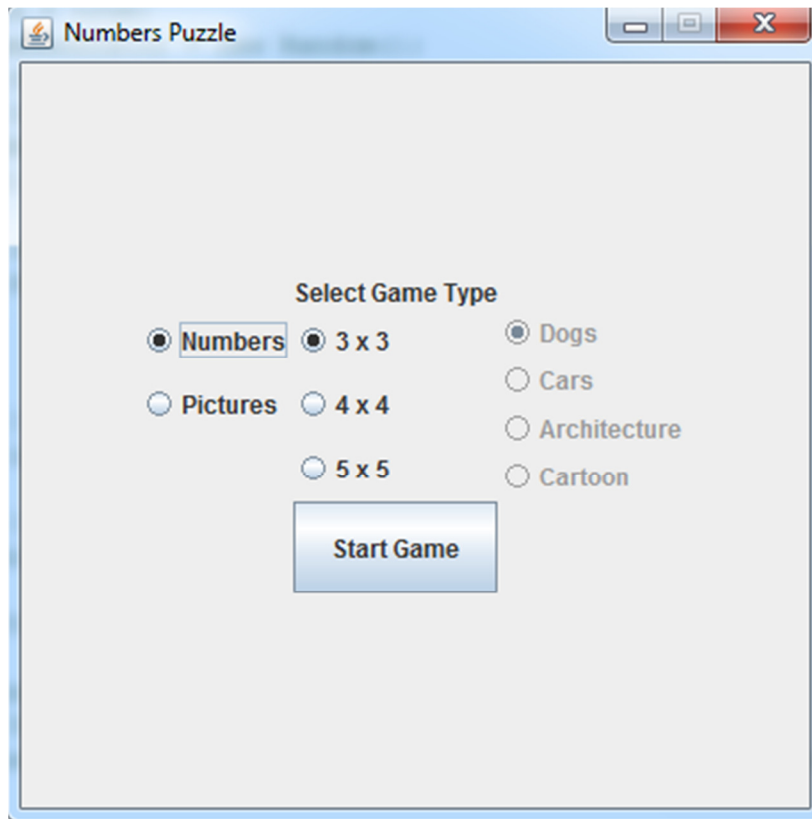 Numbers Puzzle
Select Game Type
Numbers
Pictures
3 x 3
4 x 4
5 x 5
Dogs
Cars
Architecture
Cartoon
Start Game